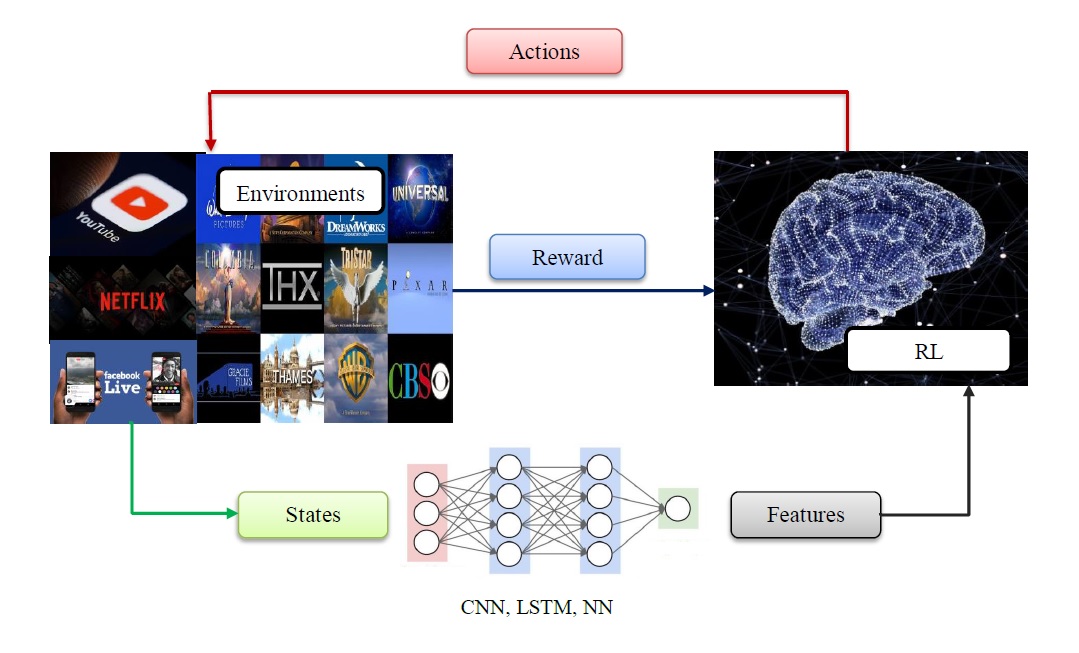 Actions
YouTube
Environments
PICTURES
DREAMWORKS
UNIVERSAL
Reward
NETFLIX
COLUMBIA
THX
TRISTAR
PIXAR
RL
facebook
Live
GRACIE
FILMS
THAMES
WB
CBS
States
Features
CNN, LSTM, NN